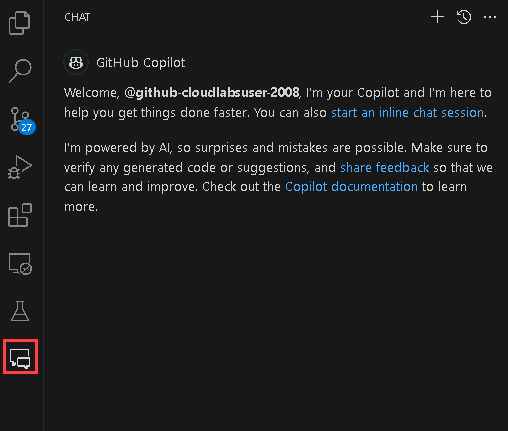 CHAT
GitHub Copilot
Welcome, @github-cloudlabsuser-2008, I'm your Copilot and I'm here to
help you get things done faster. You can also start an inline chat session.
I'm powered by AI, so surprises and mistakes are possible. Make sure to
verify any generated code or suggestions, and share feedback so that we
can learn and improve. Check out the Copilot documentation to learn
more.
27